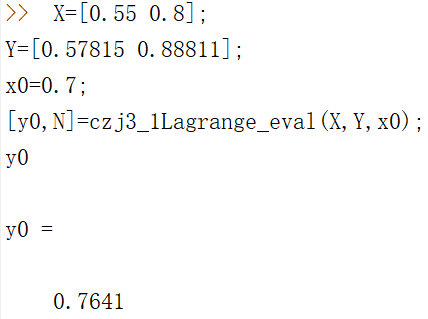 >> X=[0.55 0.8];
Y=[0.57815 0.88811];
x0=0.7;
[y0,N]=czj3_1Lagrange_eval(X,Y,x0);
y0
y0 =
0.7641